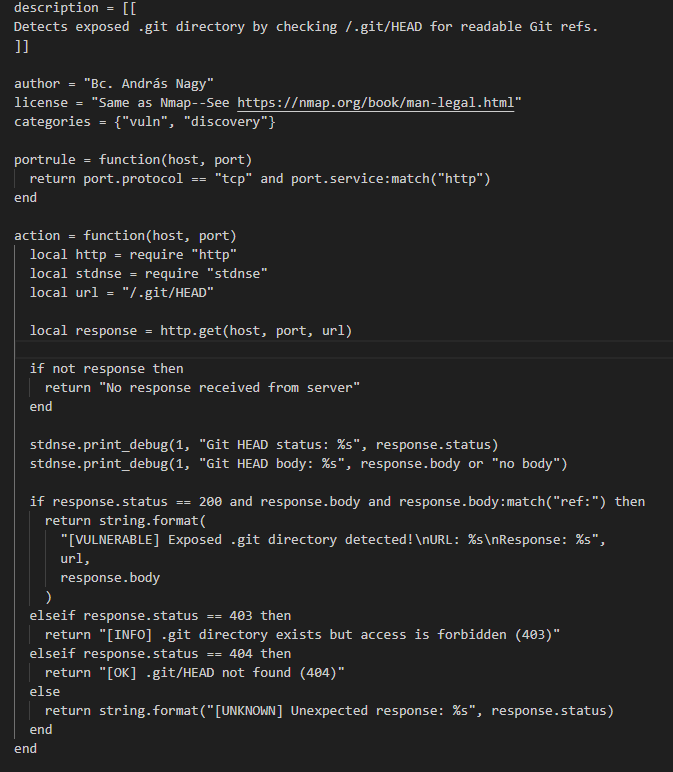 description = [[
Detects exposed .git directory by checking /.git/HEAD for readable Git refs.
]]

author = "Bc. András Nagy"
license = "Same as Nmap--See https://nmap.org/book/man-legal.html"
categories = {"vuln", "discovery"}

portrule = function(host, port)
  return port.protocol == "tcp" and port.service:match("http")
end

action = function(host, port)
  local http = require "http"
  local stdnse = require "stdnse"
  local url = "/.git/HEAD"

  local response = http.get(host, port, url)

  if not response then
    return "No response received from server"
  end

  stdnse.print_debug(1, "Git HEAD status: %s", response.status)
  stdnse.print_debug(1, "Git HEAD body: %s", response.body or "no body")

  if response.status == 200 and response.body and response.body:match("ref:") then
    return string.format(
      "[VULNERABLE] Exposed .git directory detected!\nURL: %s\nResponse: %s",
      url,
      response.body
    )
  elseif response.status == 403 then
    return "[INFO] .git directory exists but access is forbidden (403)"
  elseif response.status == 404 then
    return "[OK] .git/HEAD not found (404)"
  else
    return string.format("[UNKNOWN] Unexpected response: %s", response.status)
  end
end